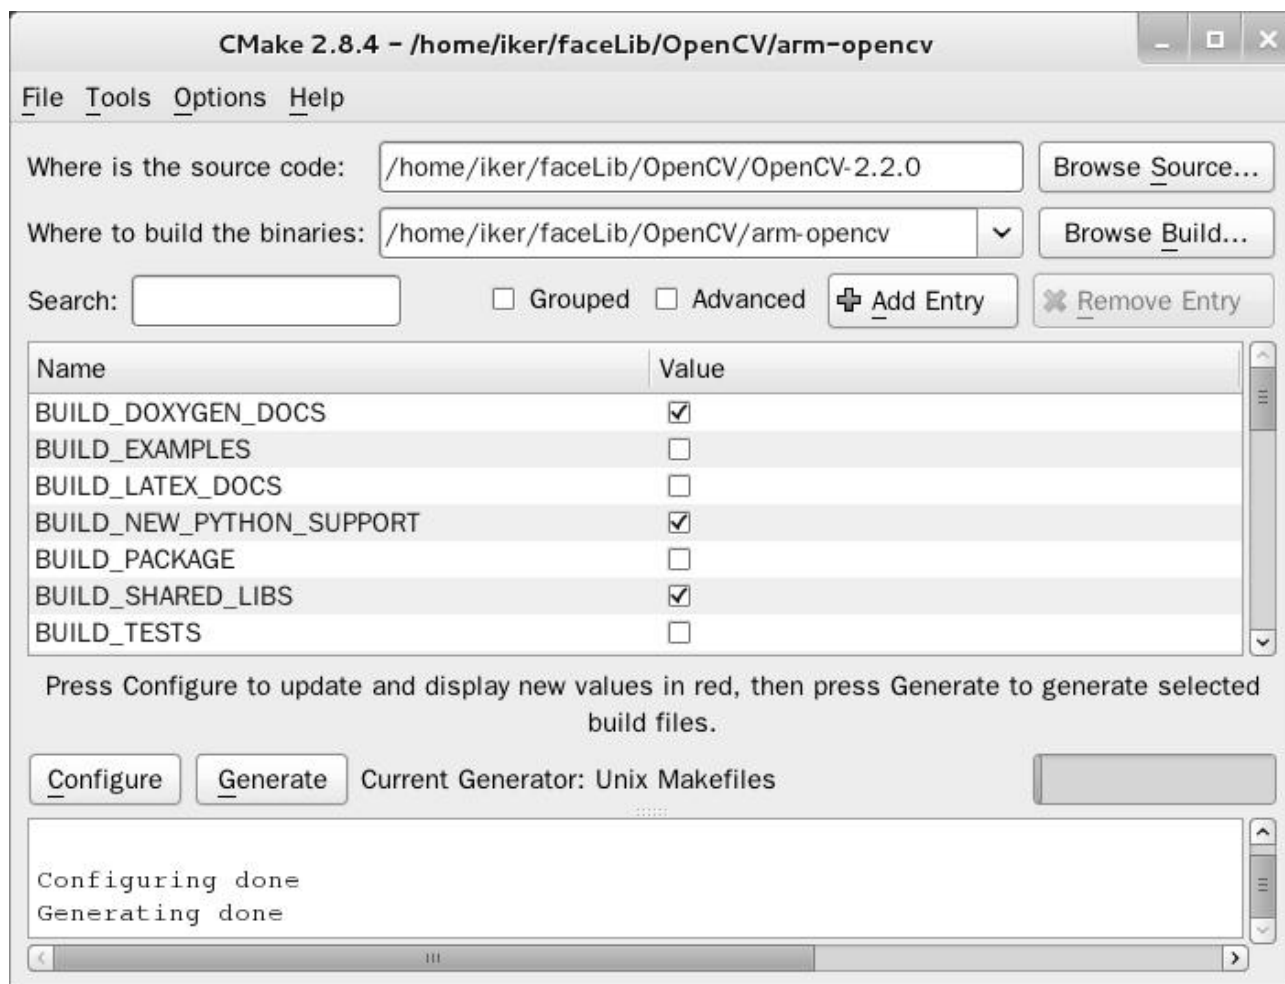 CMake 2.8.4 – /home/iker/faceLib/OpenCV/arm-opencv
File Tools Options Help
Where is the source code: /home/iker/faceLib/OpenCV/OpenCV-2.2.0 Browse Source...
Where to build the binaries: /home/iker/faceLib/OpenCV/arm-opencv Browse Build...
Search: Grouped Advanced Add Entry Remove Entry
Name Value
BUILD_DOXYGEN_DOCS
BUILD_EXAMPLES
BUILD_LATEX_DOCS
BUILD_NEW_PYTHON_SUPPORT
BUILD_PACKAGE
BUILD_SHARED_LIBS
BUILD_TESTS
Press Configure to update and display new values in red, then press Generate to generate selected
build files.
Configure Generate Current Generator: Unix Makefiles
Configuring done
Generating done